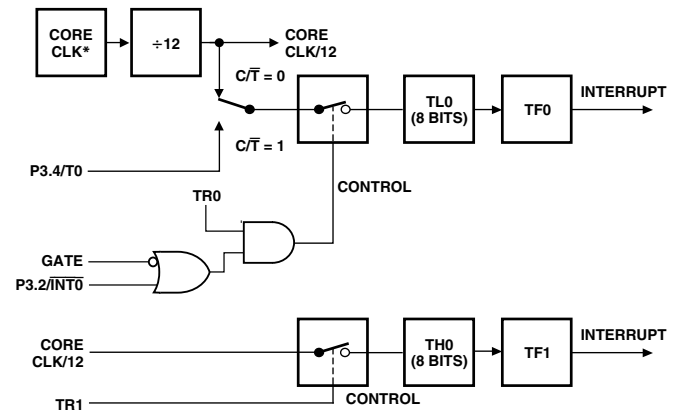 CORE
CLK*
÷12
CORE
CLK/12
C/T̅ = 0
TL0
(8 BITS)
TF0
INTERRUPT
C/T̅ = 1
P3.4/T0
CONTROL
TR0
GATE
P3.2/I̅N̅T̅0̅
CORE
CLK/12
TH0
(8 BITS)
TF1
INTERRUPT
TR1
CONTROL